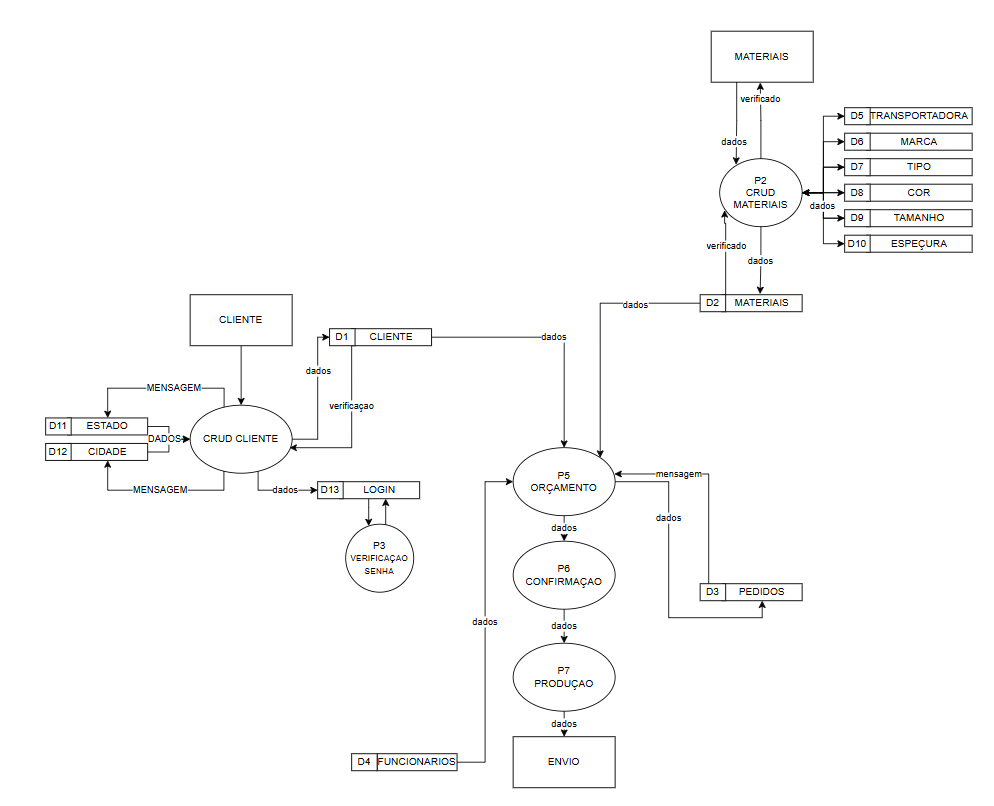 MATERIAIS
verificado
dados
D5 TRANSPORTADORA
D6 MARCA
D7 TIPO
D8 COR
D9 TAMANHO
D10 ESPEÇURA
dados
P2
CRUD
MATERIAIS
verificado
dados
D2 MATERIAIS
dados
CLIENTE
D1 CLIENTE
dados
dados
verificaçao
MENSAGEM
D11 ESTADO
DADOS
D12 CIDADE
CRUD CLIENTE
MENSAGEM
dados
D13 LOGIN
P3
VERIFICAÇAO
SENHA
P5
ORÇAMENTO
mensagem
dados
dados
P6
CONFIRMAÇAO
D3 PEDIDOS
dados
dados
P7
PRODUÇAO
dados
D4 FUNCIONARIOS
ENVIO